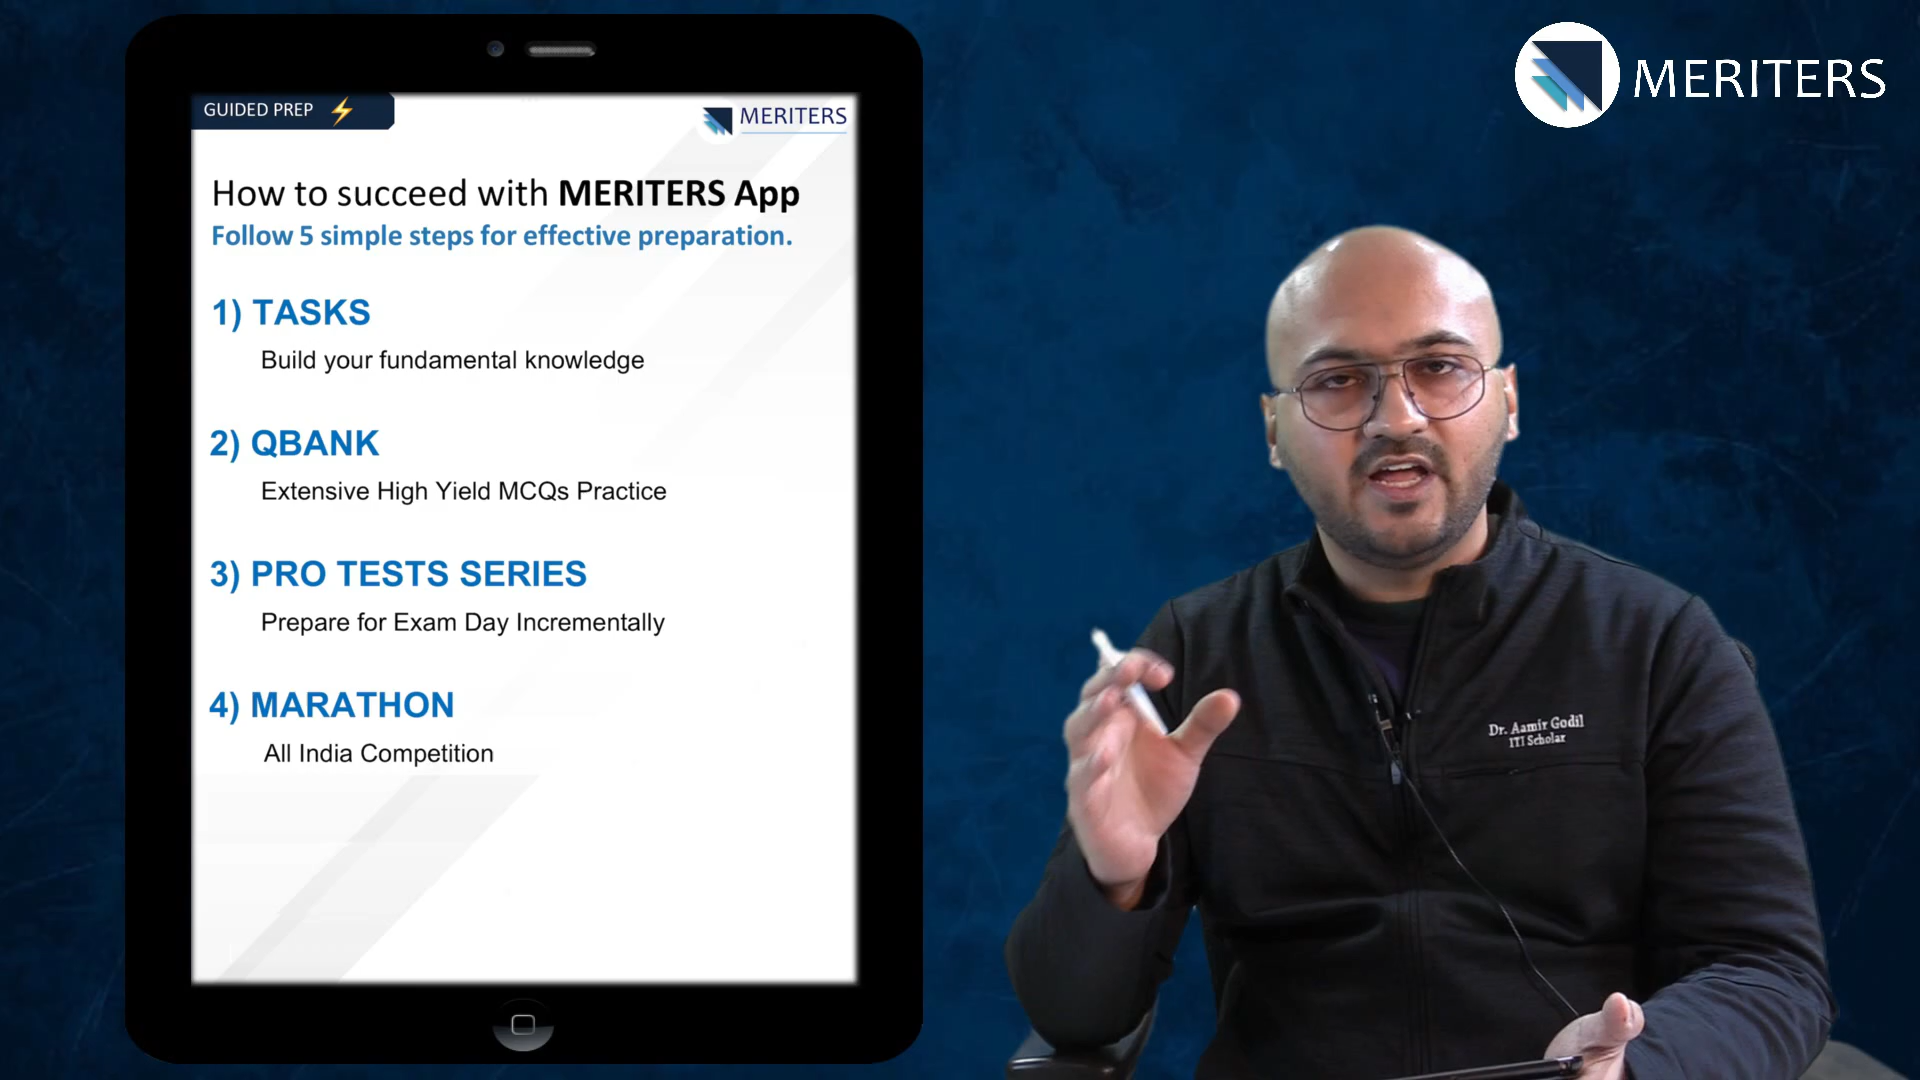 GUIDED PREP
MERITERS
How to succeed with MERITERS App
Follow 5 simple steps for effective preparation.
1) TASKS
Build your fundamental knowledge
2) QBANK
Extensive High Yield MCQs Practice
3) PRO TESTS SERIES
Prepare for Exam Day Incrementally
4) MARATHON
All India Competition
MERITERS
Dr. Aamir Godil
ITI Scholar